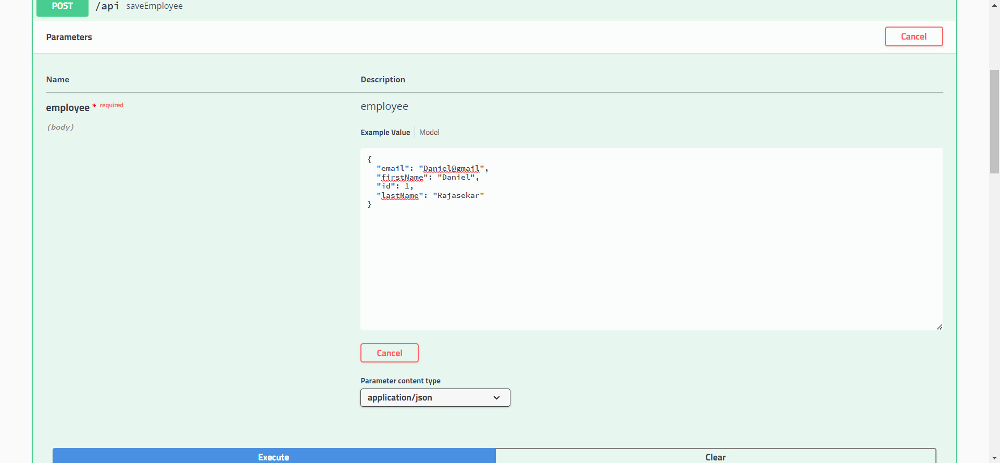 POST /api saveEmployee
Parameters Cancel
Name Description
employee * required employee
(body)
Example Value Model
{
  "email": "Daniel@gmail",
  "firstName": "Daniel",
  "id": 1,
  "lastName": "Rajasekar"
}
Cancel
Parameter content type
application/json
Execute Clear